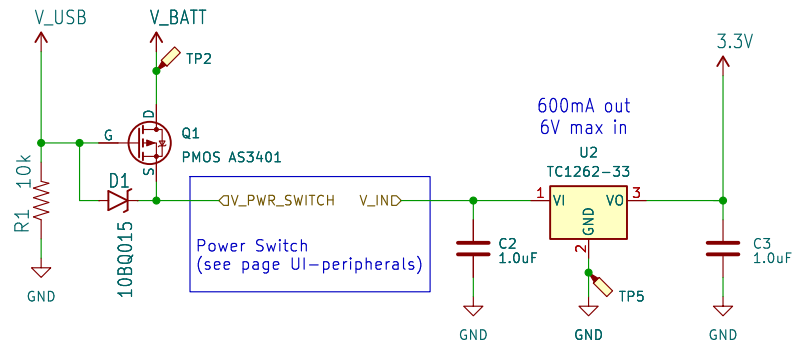 V_USB
V_BATT
TP2
3.3V
600mA out
6V max in
D
G
Q1
PMOS AS3401
S
U2
TC1262-33
R1 10k
D1
10BQ015
V_PWR_SWITCH
V_IN
1
VI
VO
3
GND
2
Power Switch
(see page UI-peripherals)
C2
1.0uF
C3
1.0uF
TP5
GND
GND
GND
GND